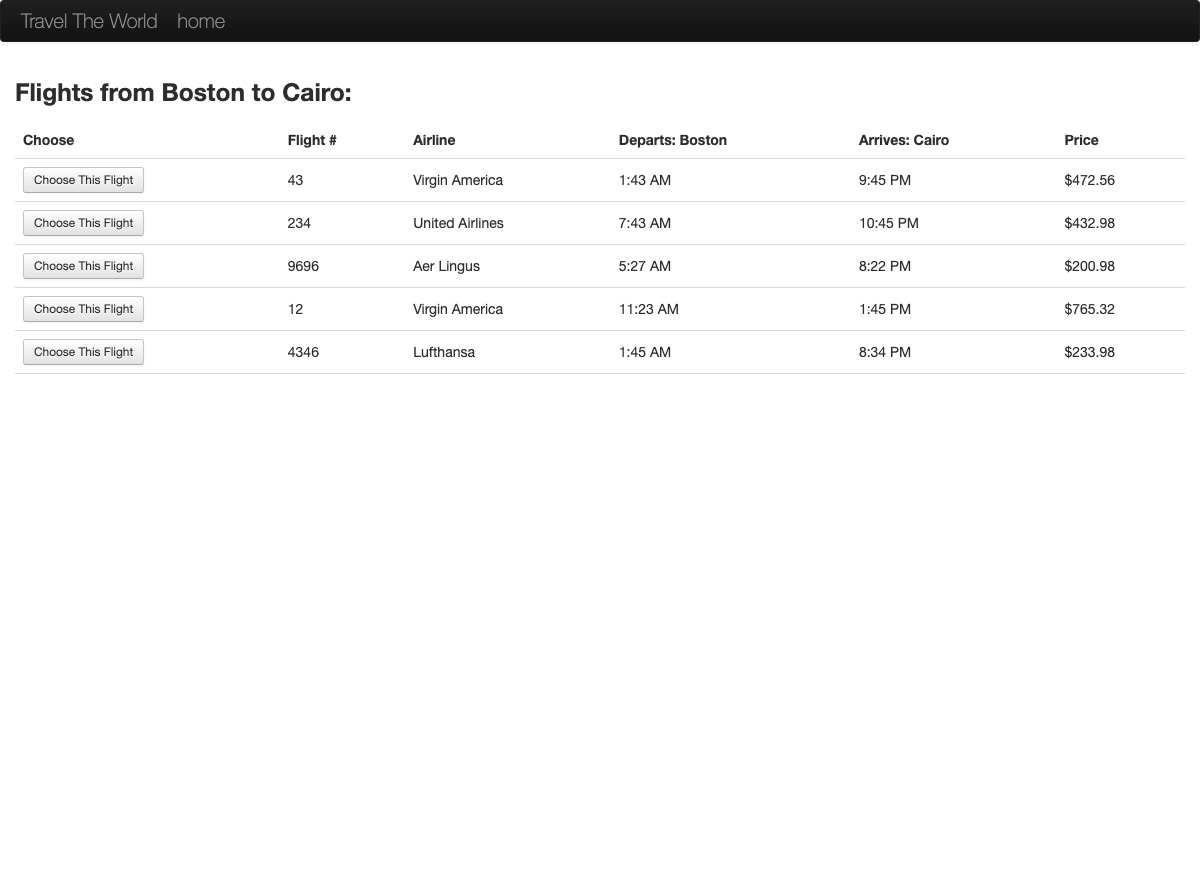 Travel The World home
Flights from Boston to Cairo:
Choose Flight # Airline Departs: Boston Arrives: Cairo Price
Choose This Flight 43 Virgin America 1:43 AM 9:45 PM $472.56
Choose This Flight 234 United Airlines 7:43 AM 10:45 PM $432.98
Choose This Flight 9696 Aer Lingus 5:27 AM 8:22 PM $200.98
Choose This Flight 12 Virgin America 11:23 AM 1:45 PM $765.32
Choose This Flight 4346 Lufthansa 1:45 AM 8:34 PM $233.98